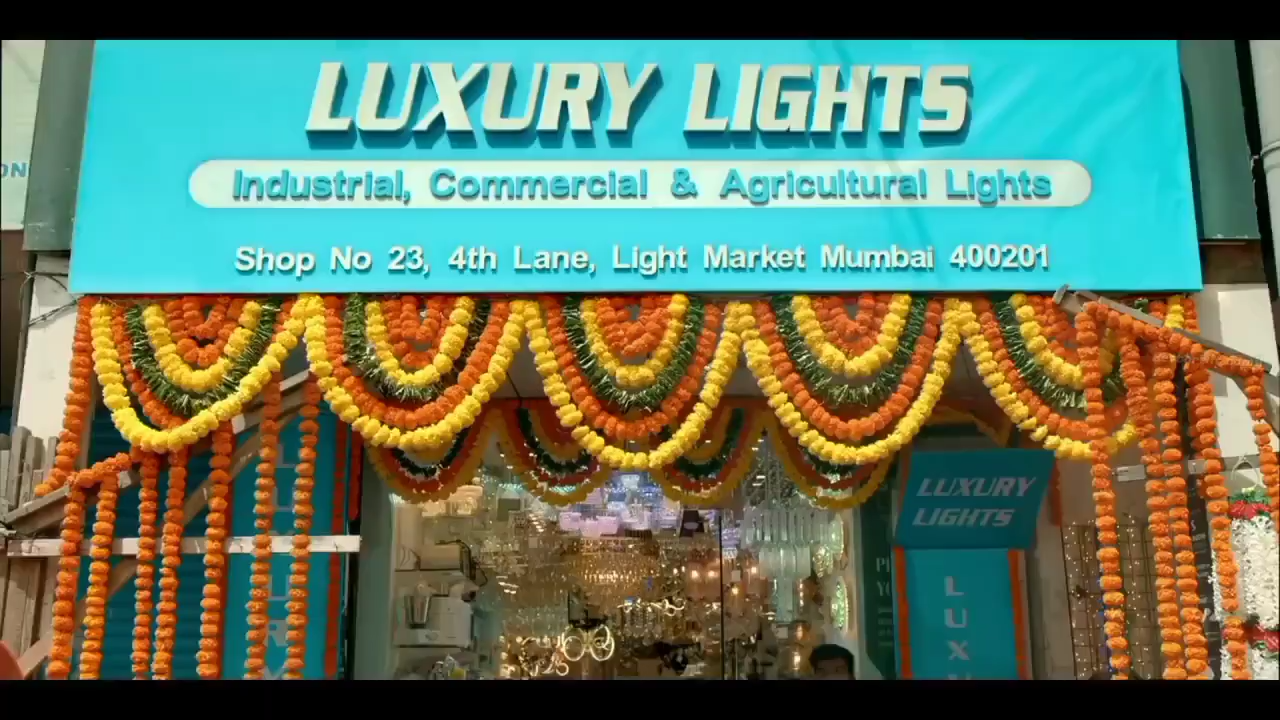 LUXURY LIGHTS
Industrial, Commercial & Agricultural Lights
Shop No 23, 4th Lane, Light Market Mumbai 400201
LUXURY
LIGHTS
L
U
X
L
U
X
U
R
Y